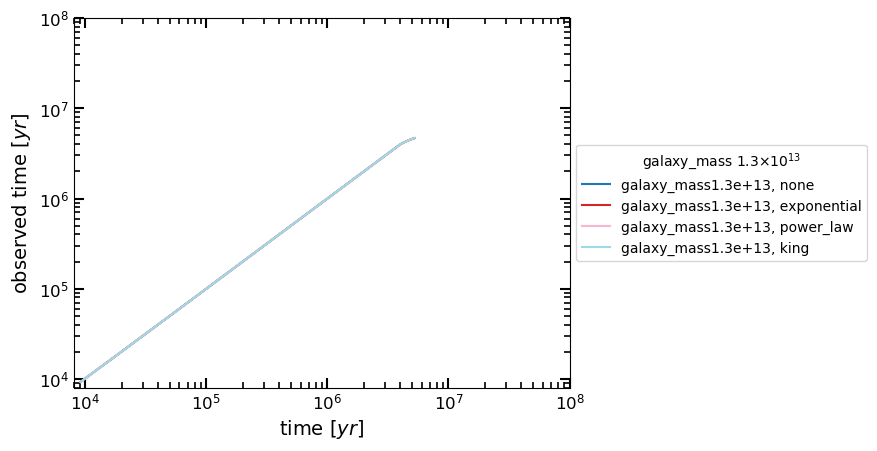 10^8
10^7
10^6
10^5
10^4
observed time [yr]
10^4 10^5 10^6 10^7 10^8
time [yr]
galaxy_mass 1.3×10^13
galaxy_mass1.3e+13, none
galaxy_mass1.3e+13, exponential
galaxy_mass1.3e+13, power_law
galaxy_mass1.3e+13, king